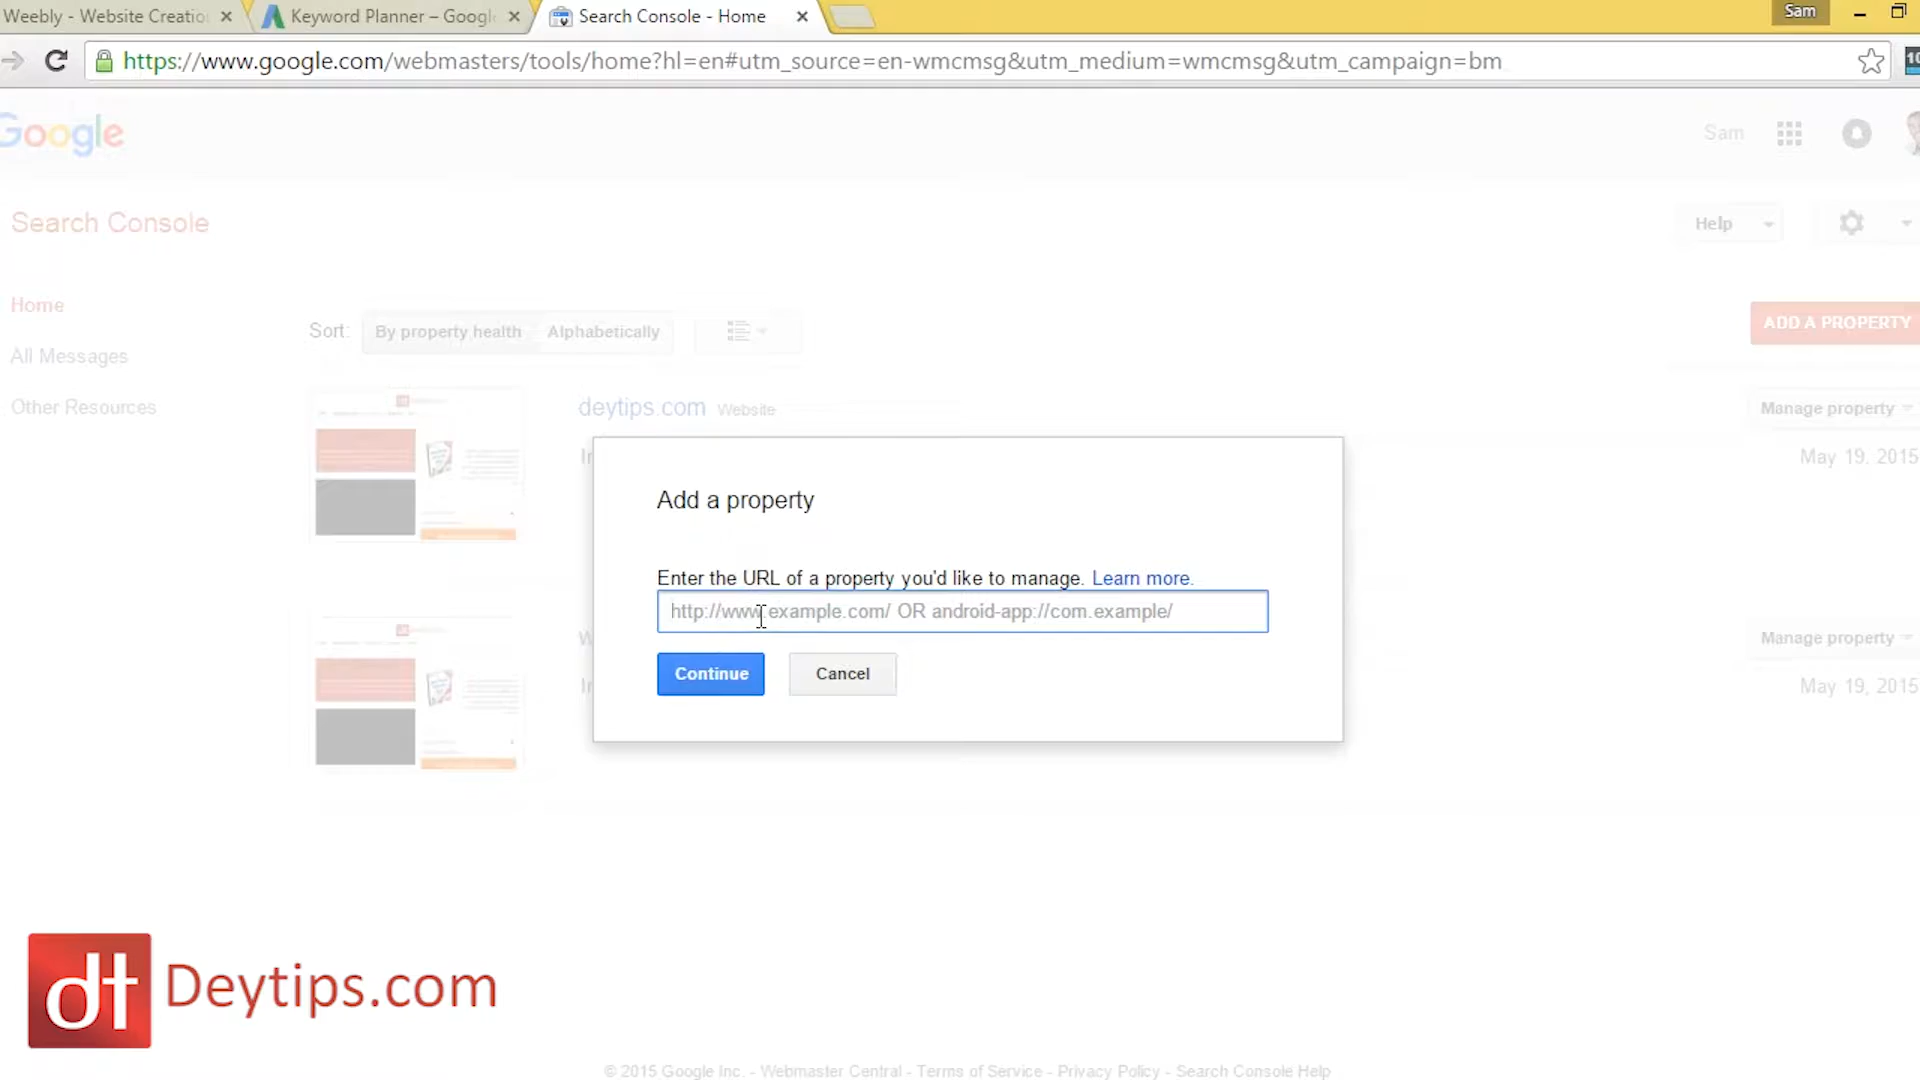 Weebly - Website Creatio
Keyword Planner – Google
Search Console - Home
Sam
https://www.google.com/webmasters/tools/home?hl=en#utm_source=en-wmcmsg&utm_medium=wmcmsg&utm_campaign=bm
Google
Sam
Search Console
Help
Home
Sort: By property health Alphabetically
ADD A PROPERTY
All Messages
Other Resources
deytips.com Website
Manage property
May 19, 2015
Add a property
Enter the URL of a property you'd like to manage. Learn more.
http://www.example.com/ OR android-app://com.example/
Manage property
Continue
Cancel
May 19, 2015
dt Deytips.com
© 2015 Google Inc. - Webmaster Central - Terms of Service - Privacy Policy - Search Console Help